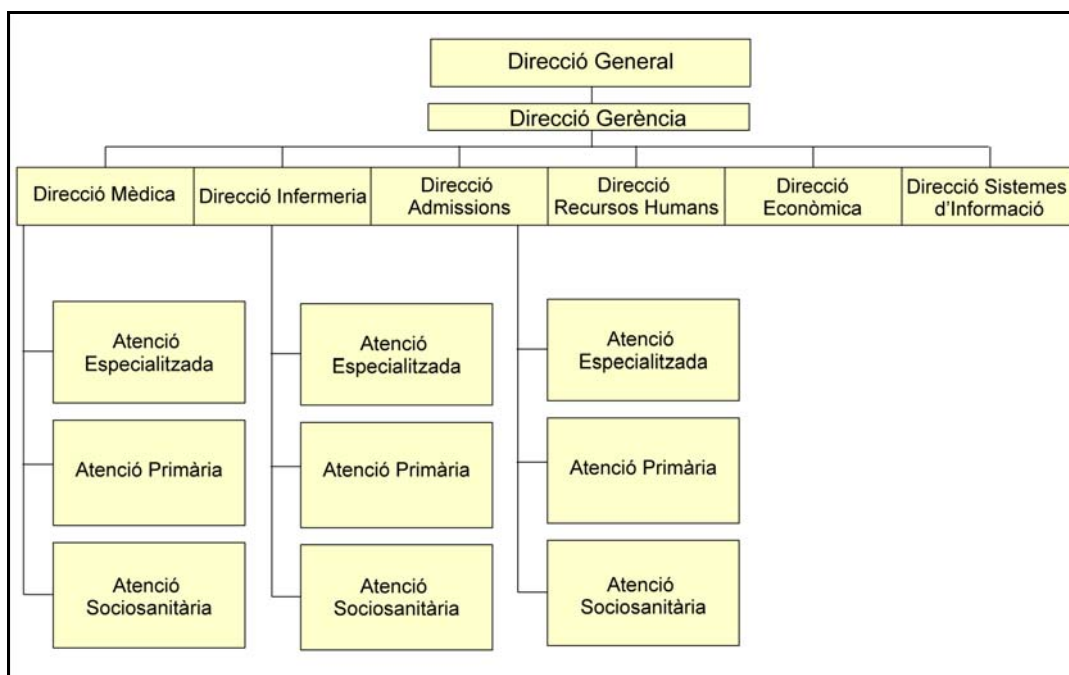 Direcció General
Direcció Gerència
Direcció Mèdica
Direcció Infermeria
Direcció
Admissions
Direcció
Recursos Humans
Direcció
Econòmica
Direcció Sistemes
d'Informació
Atenció
Especialitzada
Atenció Primària
Atenció
Sociosanitària
Atenció
Especialitzada
Atenció Primària
Atenció
Sociosanitària
Atenció
Especialitzada
Atenció Primària
Atenció
Sociosanitària